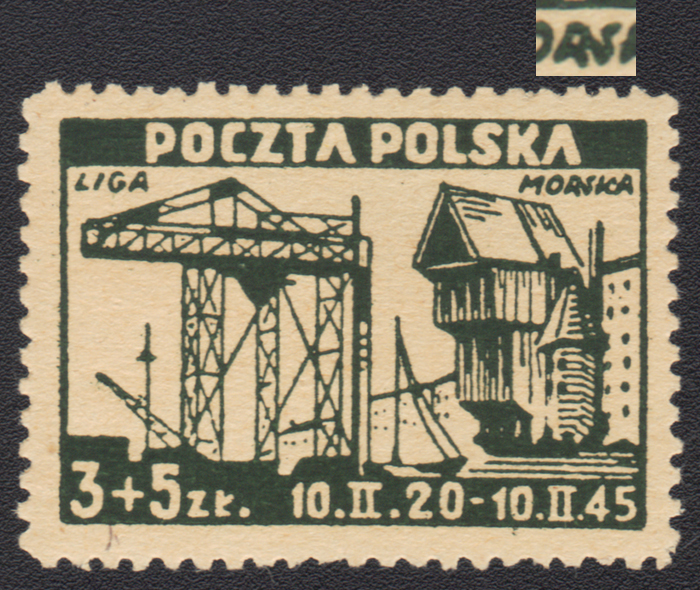 POCZTA POLSKA
LIGA MORSKA
3+5 zł. 10.II.20-10.II.45